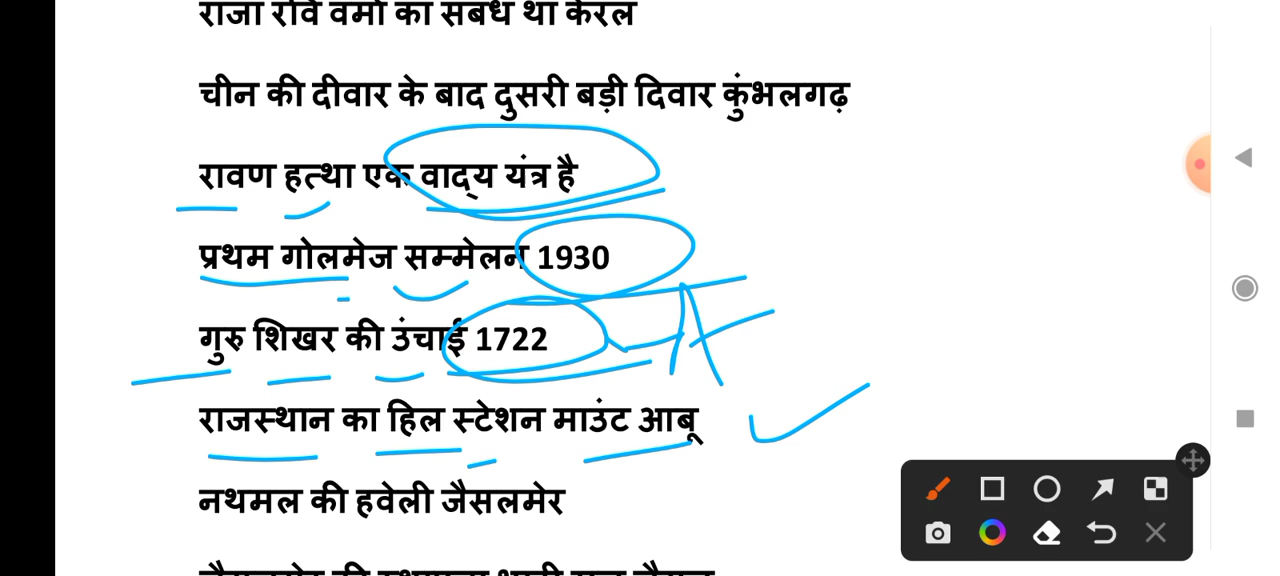 राजा रवि वर्मा का संबंध था केरल
चीन की दीवार के बाद दुसरी बड़ी दिवार कुंभलगढ़
रावण हत्था एक वाद्य यंत्र है
प्रथम गोलमेज सम्मेलन 1930
गुरु शिखर की उंचाई 1722
राजस्थान का हिल स्टेशन माउंट आबू
नथमल की हवेली जैसलमेर